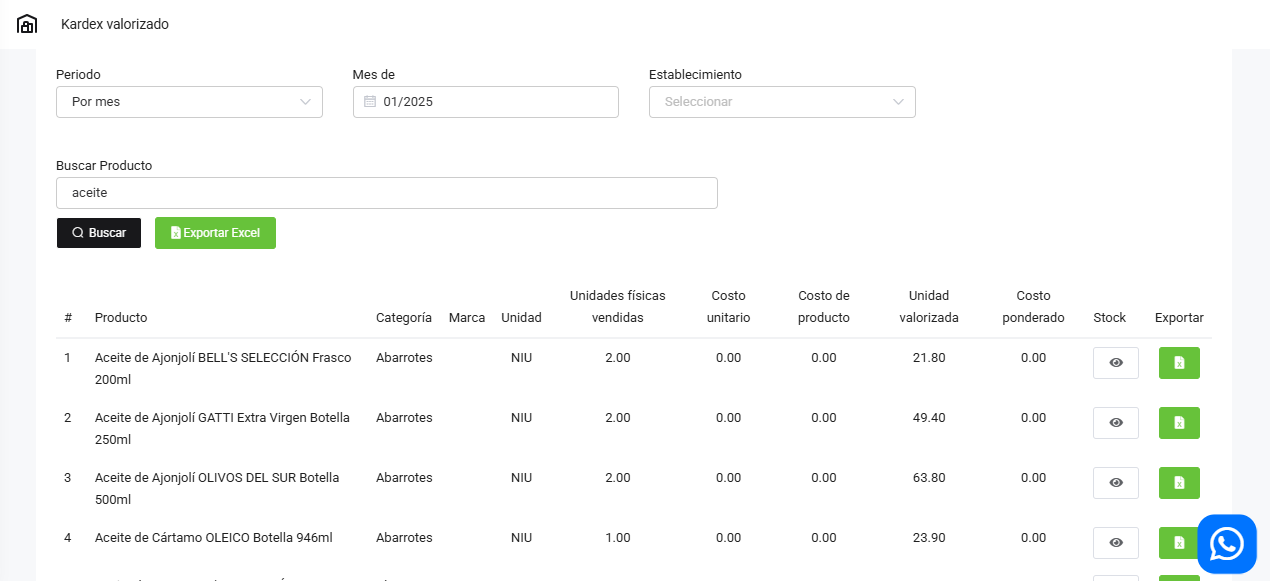 Kardex valorizado
Periodo
Mes de
Establecimiento
Por mes
01/2025
Seleccionar
Buscar Producto
aceite
Buscar
Exportar Excel
# Producto Categoría Marca Unidad Unidades físicas vendidas Costo unitario Costo de producto Unidad valorizada Costo ponderado Stock Exportar
1 Aceite de Ajonjolí BELL'S SELECCIÓN Frasco 200ml Abarrotes NIU 2.00 0.00 0.00 21.80 0.00
2 Aceite de Ajonjolí GATTI Extra Virgen Botella 250ml Abarrotes NIU 2.00 0.00 0.00 49.40 0.00
3 Aceite de Ajonjolí OLIVOS DEL SUR Botella 500ml Abarrotes NIU 2.00 0.00 0.00 63.80 0.00
4 Aceite de Cártamo OLEICO Botella 946ml Abarrotes NIU 1.00 0.00 0.00 23.90 0.00